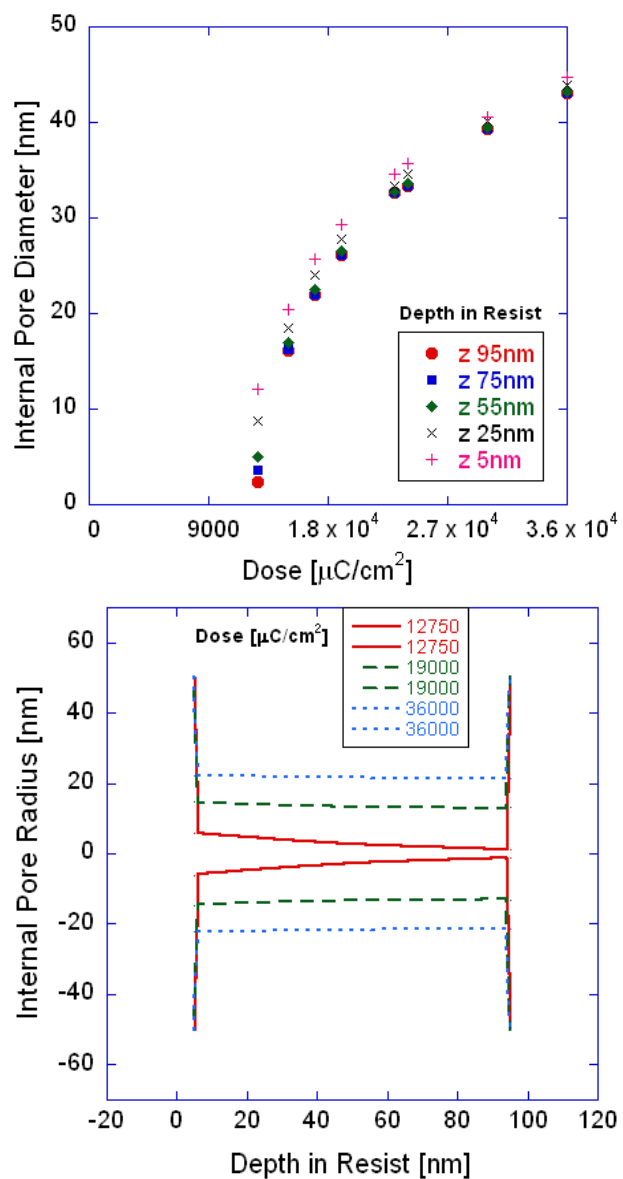 50
40
30
20
10
0
Internal Pore Diameter [nm]
Depth in Resist
z 95nm
z 75nm
z 55nm
z 25nm
z 5nm
0 9000 1.8 x 10⁴ 2.7 x 10⁴ 3.6 x 10⁴
Dose [μC/cm²]
60
40
20
0
-20
-40
-60
Internal Pore Radius [nm]
Dose [μC/cm²]
12750
12750
19000
19000
36000
36000
-20 0 20 40 60 80 100 120
Depth in Resist [nm]